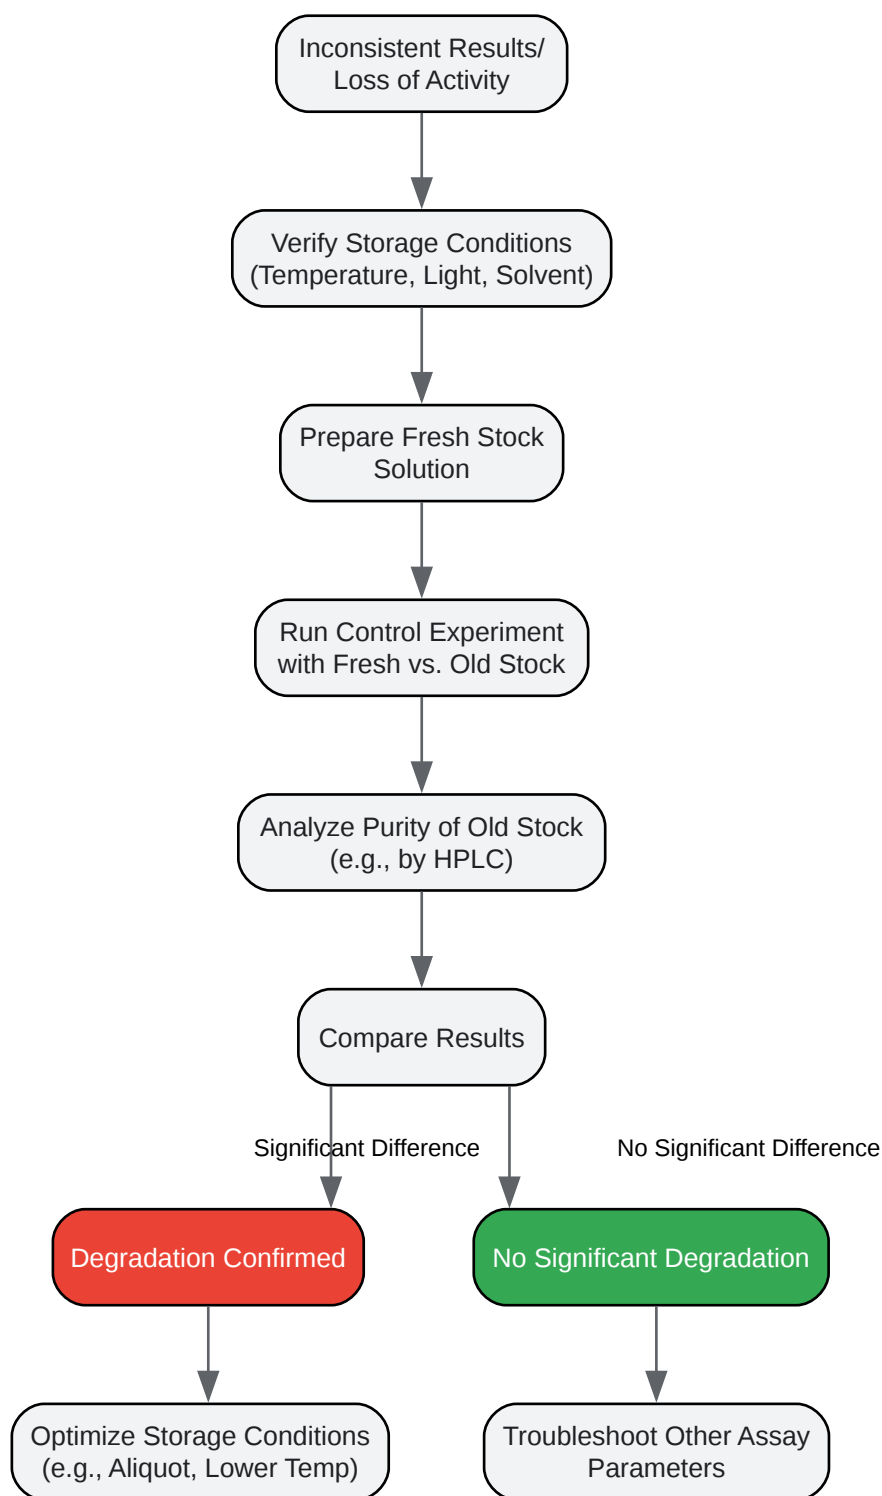 Inconsistent Results/
Loss of Activity
Verify Storage Conditions
(Temperature, Light, Solvent)
Prepare Fresh Stock
Solution
Run Control Experiment
with Fresh vs. Old Stock
Analyze Purity of Old Stock
(e.g., by HPLC)
Compare Results
Significant Difference
No Significant Difference
Degradation Confirmed
No Significant Degradation
Optimize Storage Conditions
(e.g., Aliquot, Lower Temp)
Troubleshoot Other Assay
Parameters